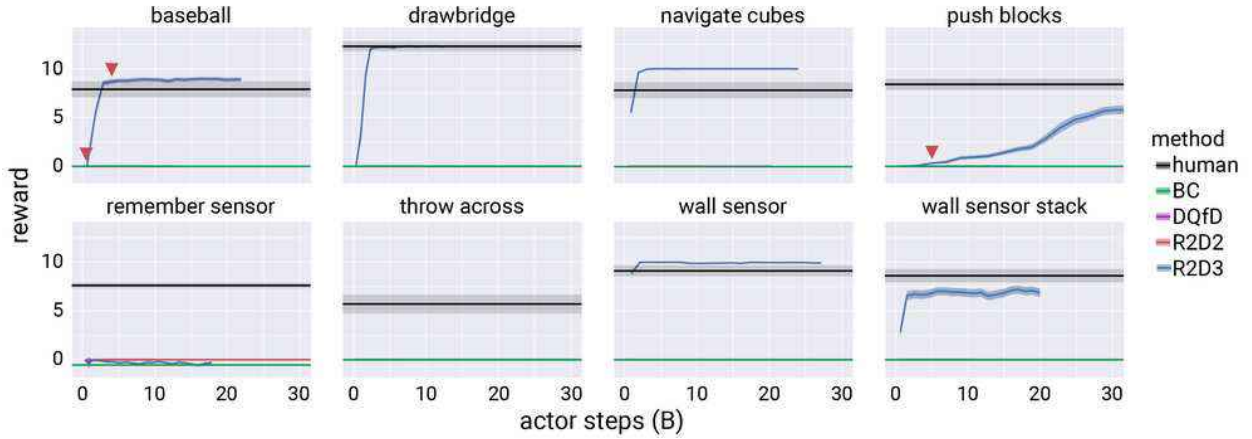 baseball drawbridge navigate cubes push blocks
10
5
0
method
human
BC
DQfD
R2D2
R2D3
reward
remember sensor throw across wall sensor wall sensor stack
10
5
0
0 10 20 30 0 10 20 30 0 10 20 30 0 10 20 30
actor steps (B)